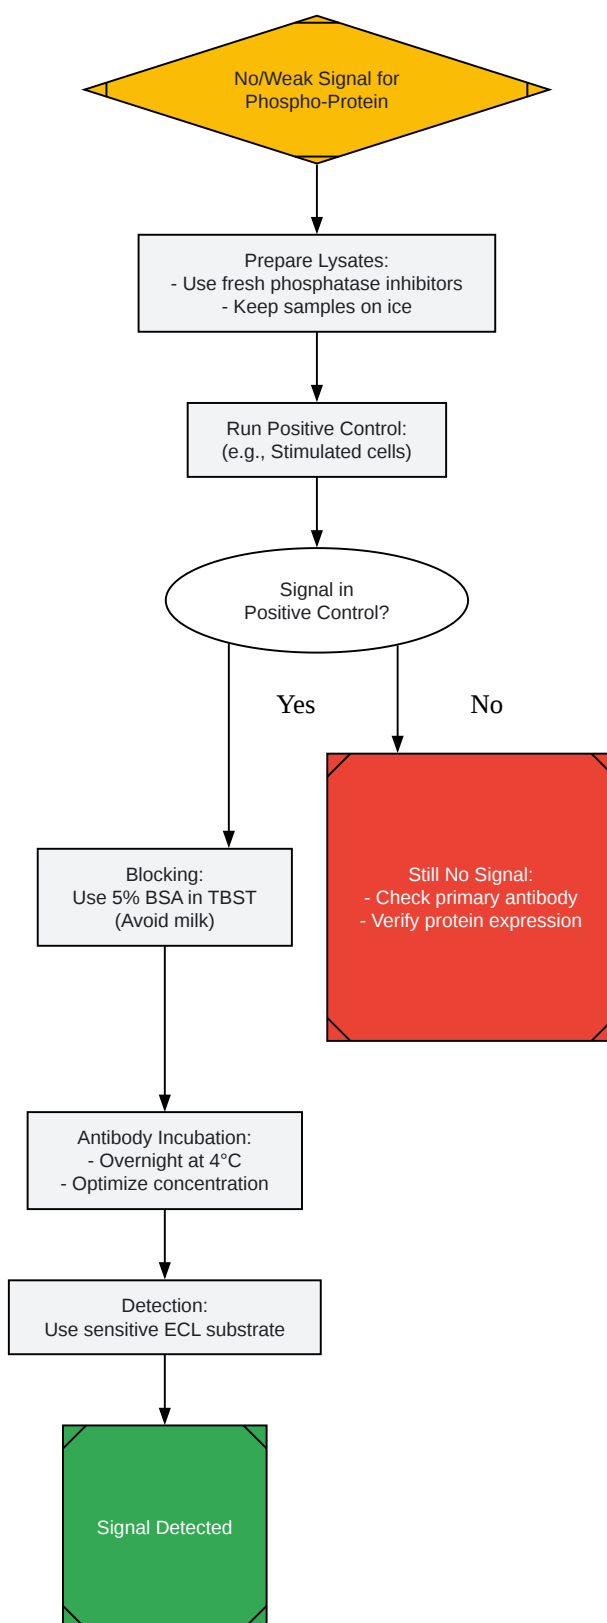 No/Weak Signal for
Phospho-Protein
Prepare Lysates:
- Use fresh phosphatase inhibitors
- Keep samples on ice
Run Positive Control:
(e.g., Stimulated cells)
Signal in
Positive Control?
Yes
No
Blocking:
Use 5% BSA in TBST
(Avoid milk)
Still No Signal:
- Check primary antibody
- Verify protein expression
Antibody Incubation:
- Overnight at 4°C
- Optimize concentration
Detection:
Use sensitive ECL substrate
Signal Detected